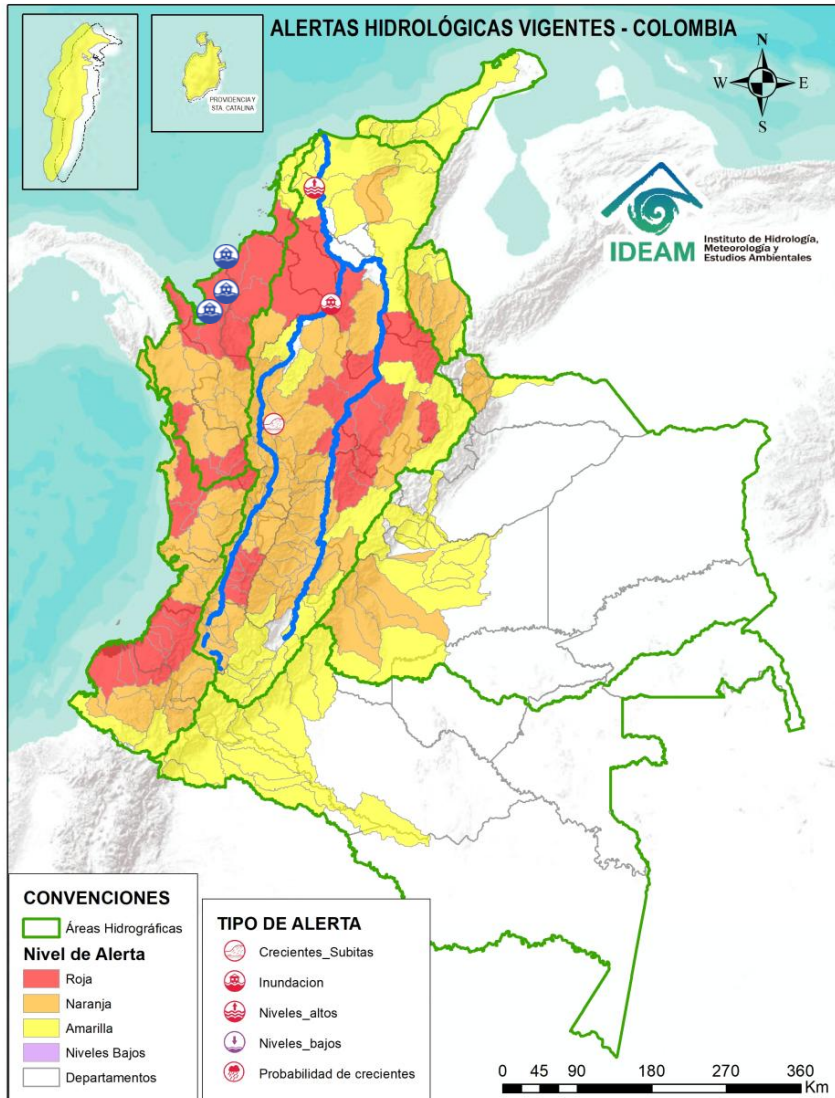 ALERTAS HIDROLÓGICAS VIGENTES - COLOMBIA
PROVIDENCIA Y
STA. CATALINA
N
W
E
S
IDEAM
Instituto de Hidrología,
Meteorología y
Estudios Ambientales
CONVENCIONES
Áreas Hidrográficas
Nivel de Alerta
Roja
Naranja
Amarilla
Niveles Bajos
Departamentos
TIPO DE ALERTA
Crecientes_Subitas
Inundacion
Niveles_altos
Niveles_bajos
Probabilidad de crecientes
0 45 90 180 270 360
Km